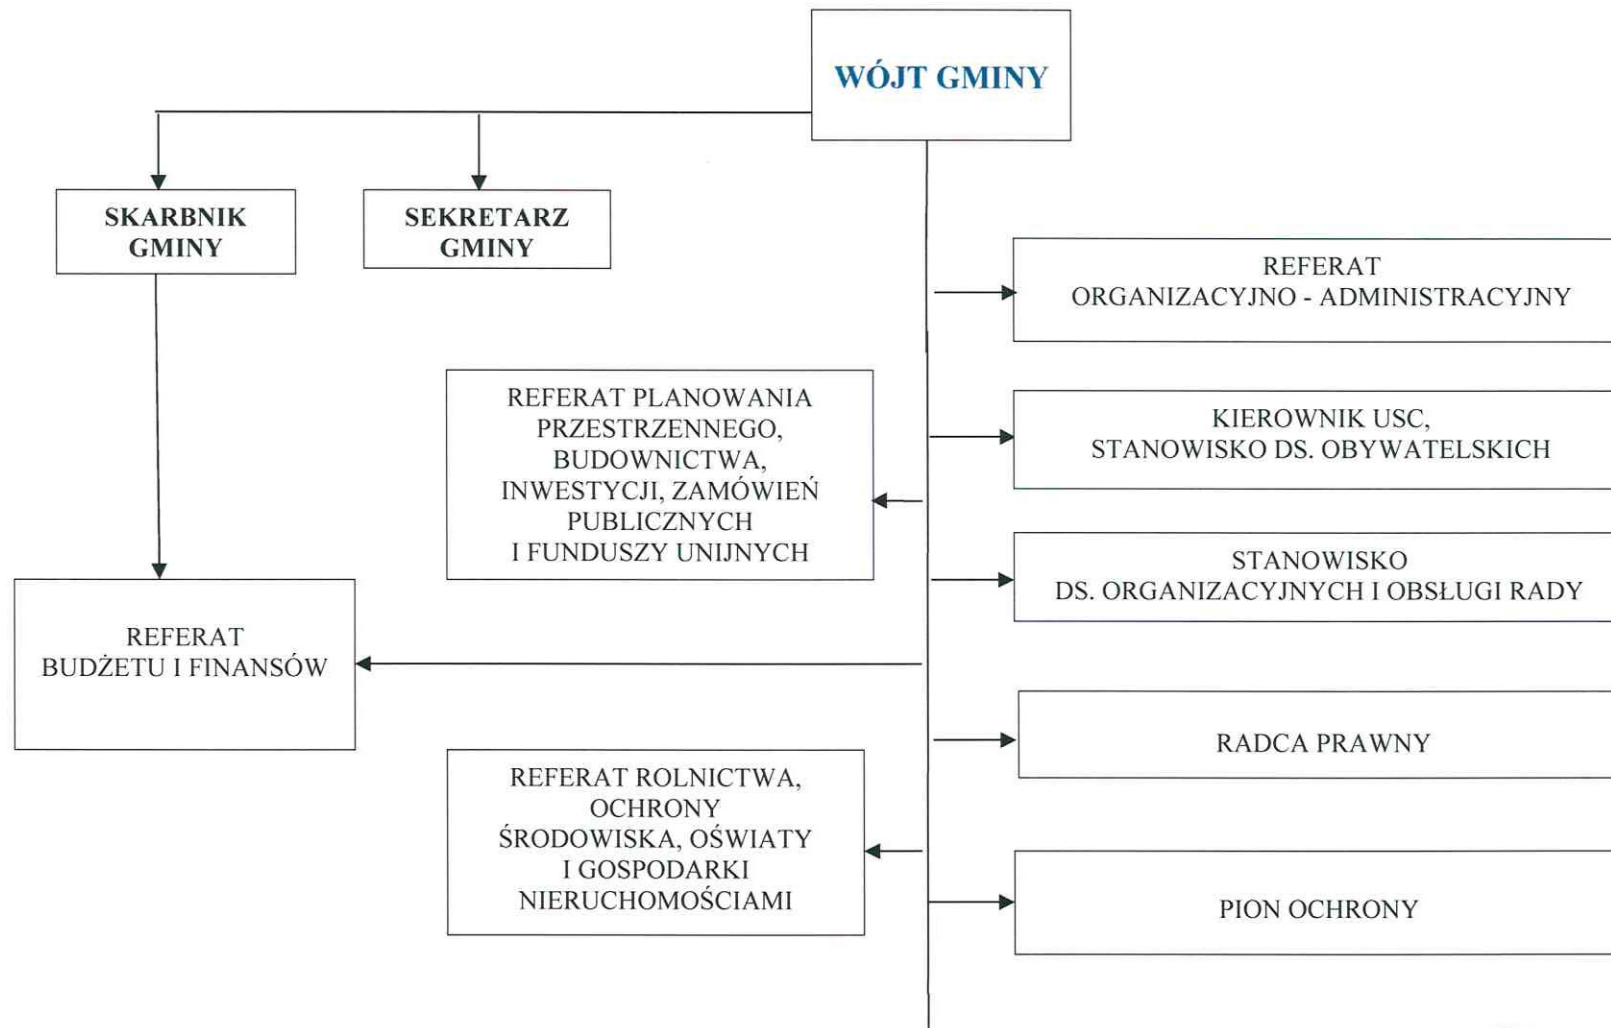 WÓJT GMINY
SKARBNIK
GMINY
SEKRETARZ
GMINY
REFERAT
ORGANIZACYJNO - ADMINISTRACYJNY
REFERAT PLANOWANIA
PRZESTRZENNEGO,
BUDOWNICTWA,
INWESTYCJI, ZAMÓWIEŃ
PUBLICZNYCH
I FUNDUSZY UNIJNYCH
KIEROWNIK USC,
STANOWISKO DS. OBYWATELSKICH
STANOWISKO
DS. ORGANIZACYJNYCH I OBSŁUGI RADY
REFERAT
BUDŻETU I FINANSÓW
RADCA PRAWNY
REFERAT ROLNICTWA,
OCHRONY
ŚRODOWISKA, OŚWIATY
I GOSPODARKI
NIERUCHOMOŚCIAMI
PION OCHRONY